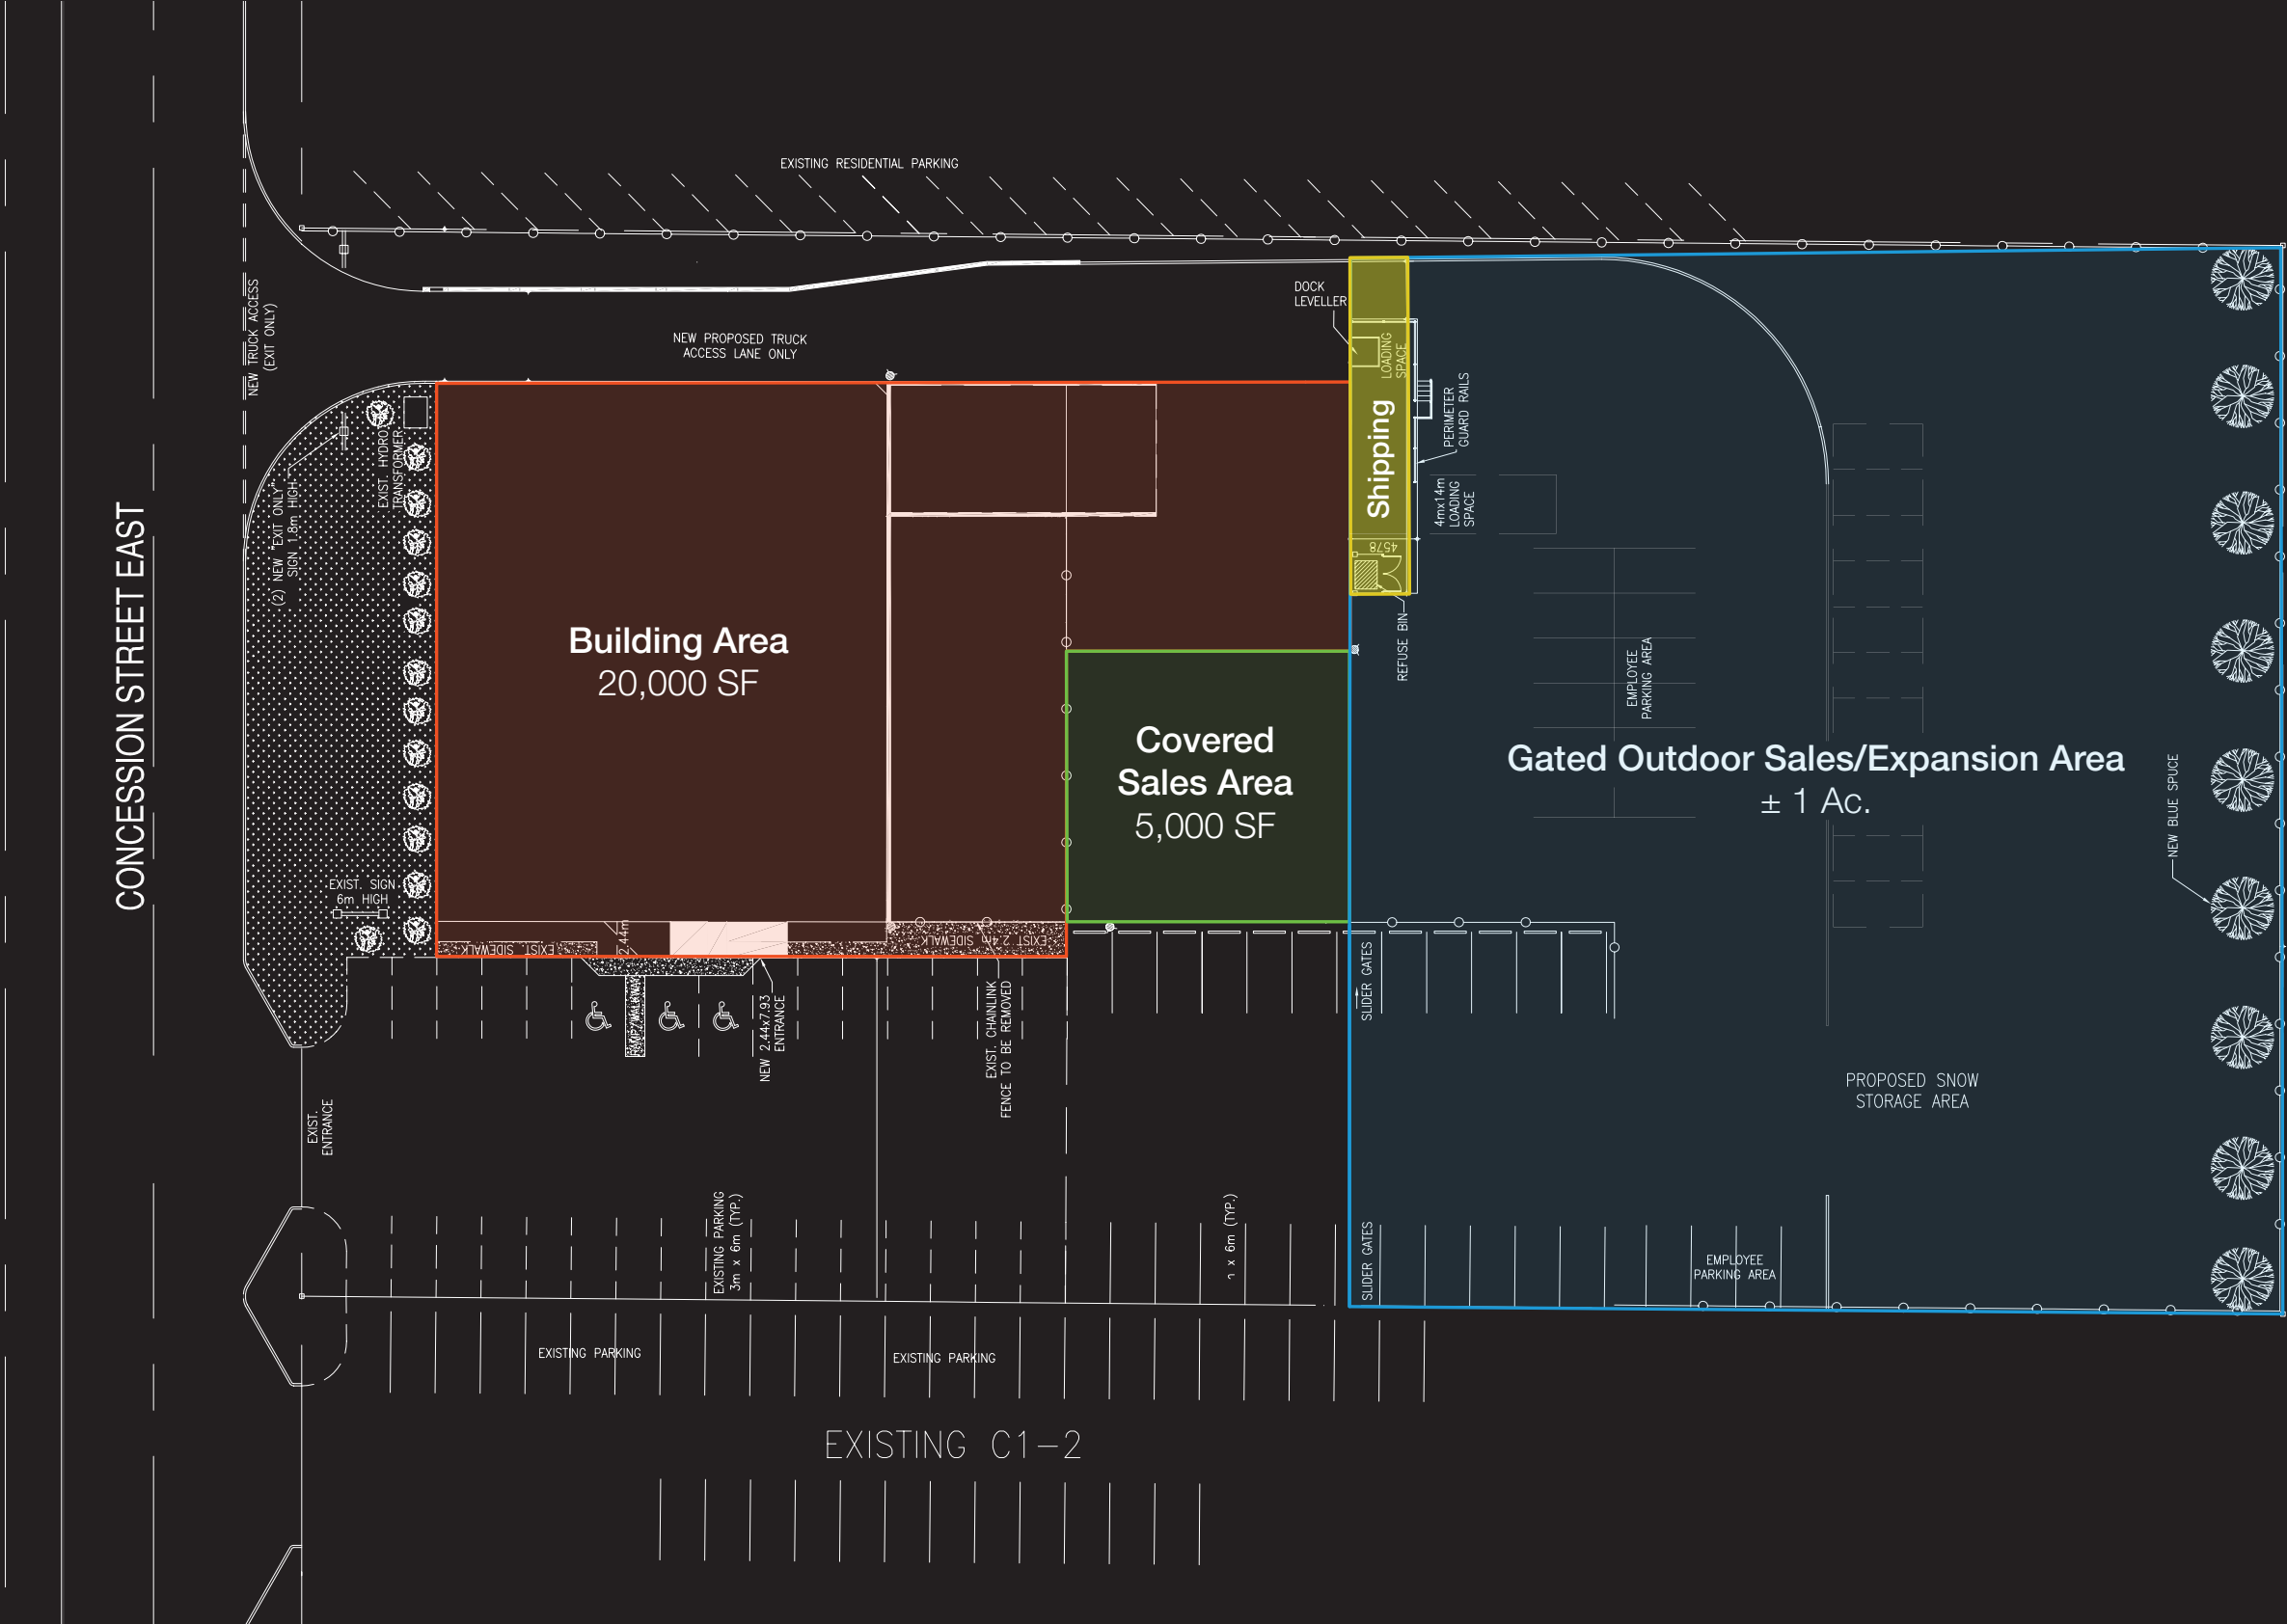 EXISTING RESIDENTIAL PARKING
NEW TRUCK ACCESS
(EXIT ONLY)
DOCK
LEVELLER
NEW PROPOSED TRUCK
ACCESS LANE ONLY
LOADING
SPACE
Shipping
PERIMETER
GUARD RAILS
4mx14m
LOADING
SPACE
4578
REFUSE BIN
EXIST. HYDRO
TRANSFORMER
(2) NEW "EXIT ONLY"
SIGN 1.8m HIGH
CONCESSION STREET EAST
Building Area
20,000 SF
EMPLOYEE
PARKING AREA
Covered
Sales Area
5,000 SF
Gated Outdoor Sales/Expansion Area
± 1 Ac.
NEW BLUE SPUCE
EXIST. SIGN
6m HIGH
EXIST. SIDEWALK
2.44m
EXIST 2.4m SIDEWALK
SLIDER GATES
NEW 2.44x7.93
ENTRANCE
EXIST. CHAINLINK
FENCE TO BE REMOVED
PROPOSED SNOW
STORAGE AREA
EXIST.
ENTRANCE
EXISTING PARKING
3m x 6m (TYP.)
x 6m (TYP.)
SLIDER GATES
EMPLOYEE
PARKING AREA
EXISTING PARKING
EXISTING PARKING
EXISTING C1-2